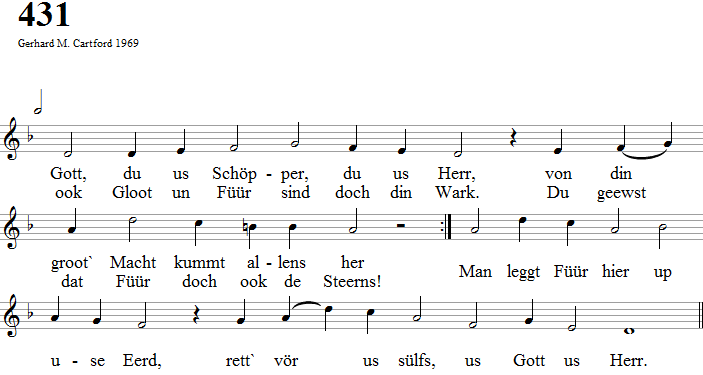 431
Gerhard M. Cartford 1969
Gott, du us Schöp - per, du us Herr, von din
ook Gloot un Füür sind doch din Wark. Du geewst
groot` Macht kummt al - lens her
dat Füür doch ook de Steerns!
Man leggt Füür hier up
u - se Eerd, rett` vör us sülfs, us Gott us Herr.